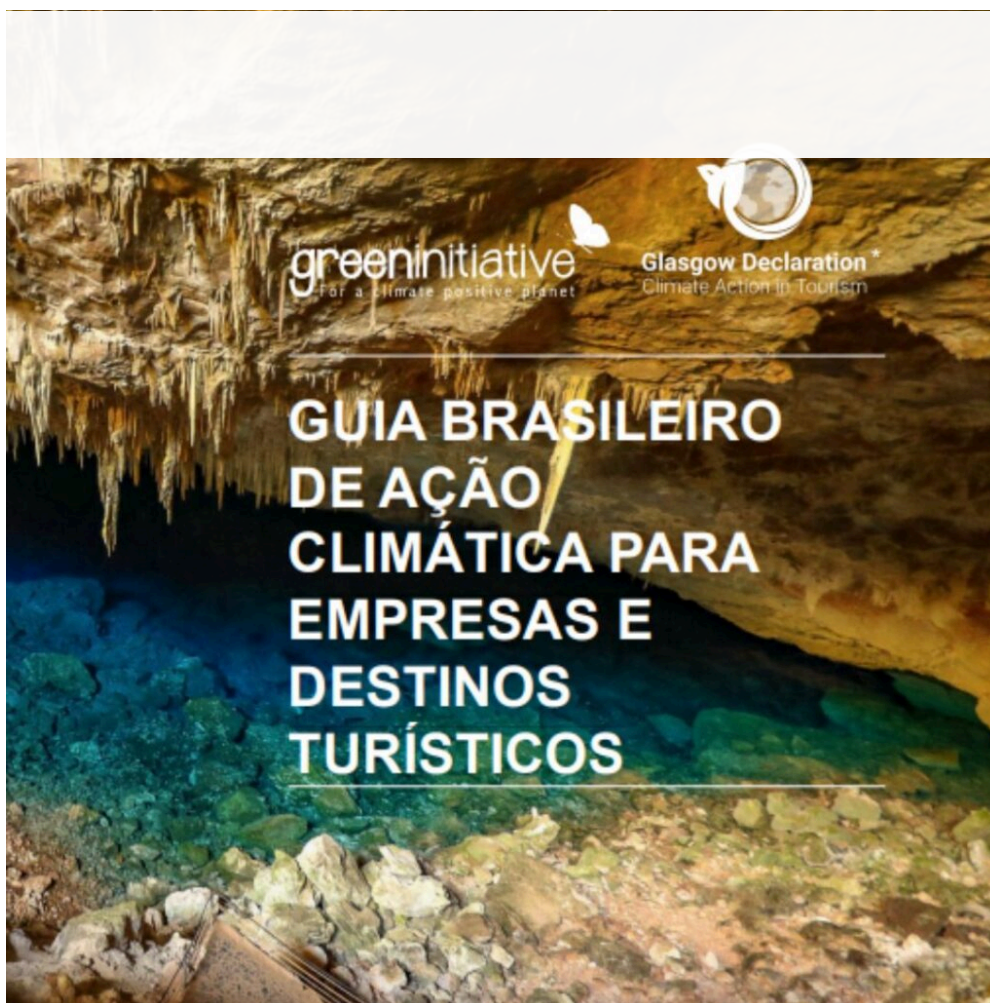 greeninitiative
For a climate positive planet
Glasgow Declaration *
Climate Action in Tourism
GUIA BRASILEIRO
DE AÇÃO
CLIMÁTICA PARA
EMPRESAS E
DESTINOS
TURÍSTICOS